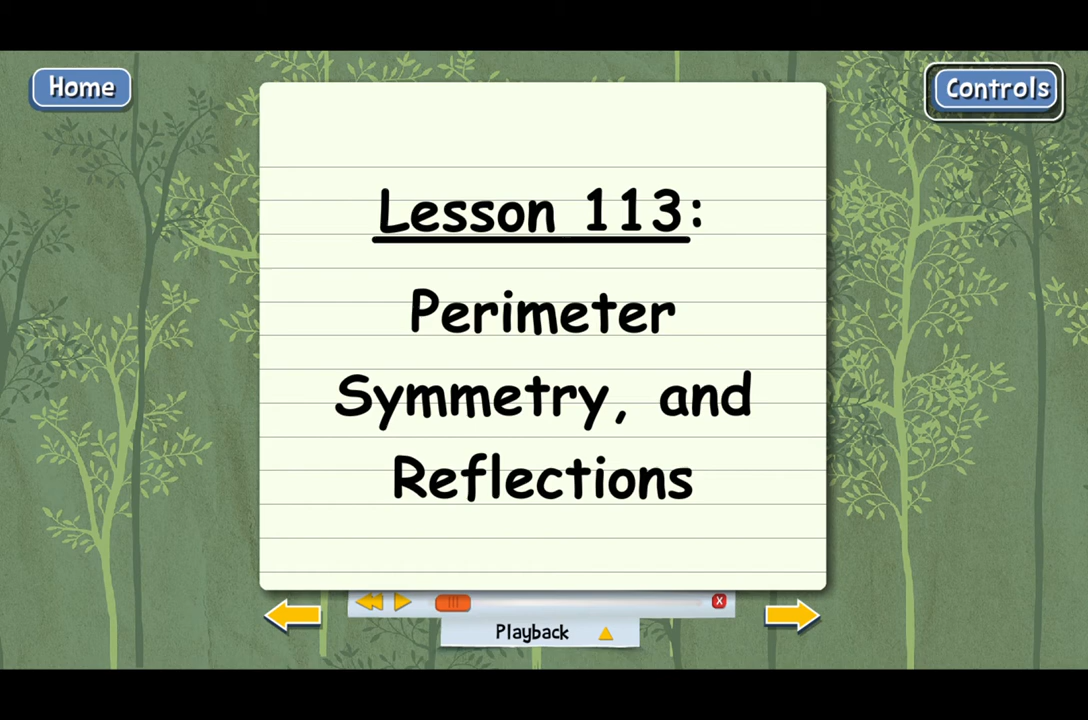 Home
Controls
Lesson 113:
Perimeter
Symmetry, and
Reflections
Playback